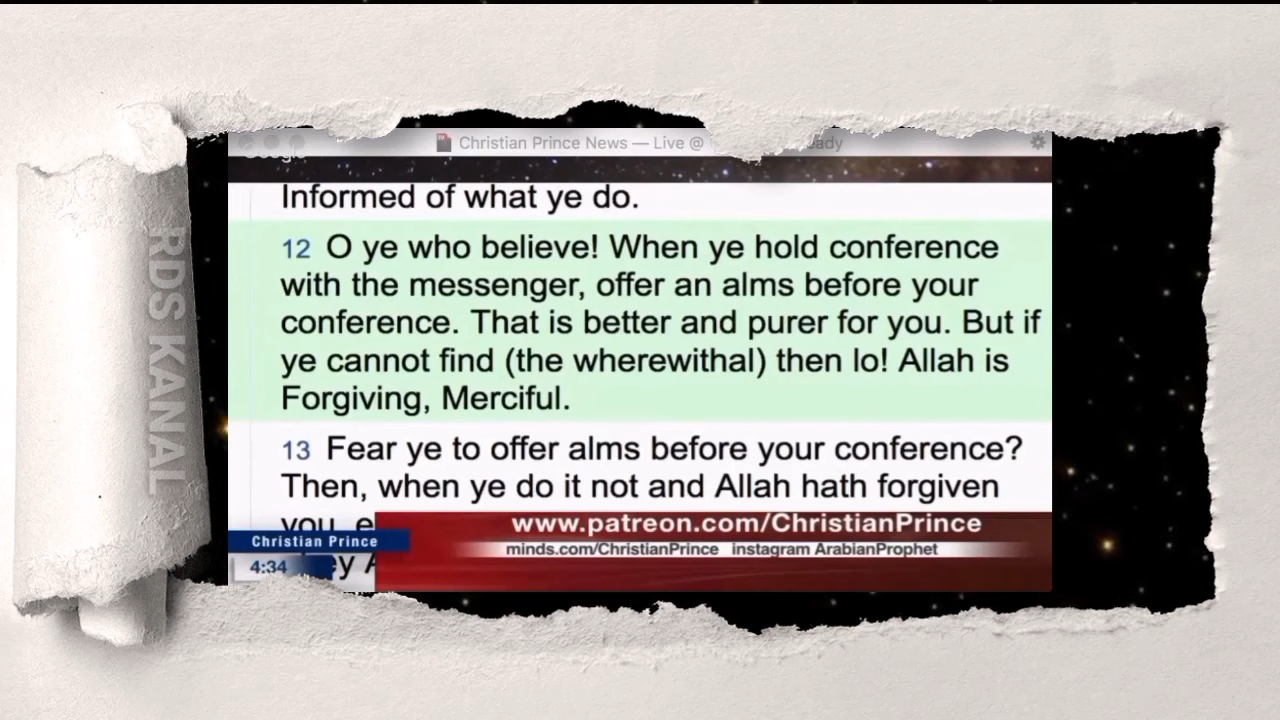 Christian Prince News — Live @
Informed of what ye do.
12 O ye who believe! When ye hold conference
with the messenger, offer an alms before your
conference. That is better and purer for you. But if
ye cannot find (the wherewithal) then lo! Allah is
Forgiving, Merciful.
13 Fear ye to offer alms before your conference?
Then, when ye do it not and Allah hath forgiven
you, e
www.patreon.com/ChristianPrince
Christian Prince
minds.com/ChristianPrince instagram ArabianProphet
4:34
RDS KANAL